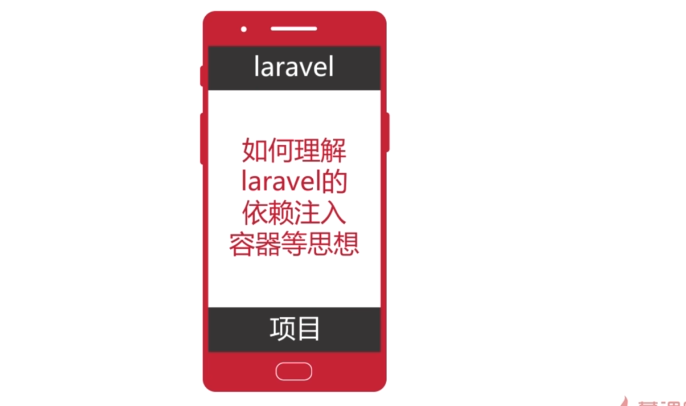 laravel
如何理解
laravel的
依赖注入
容器等思想
项目